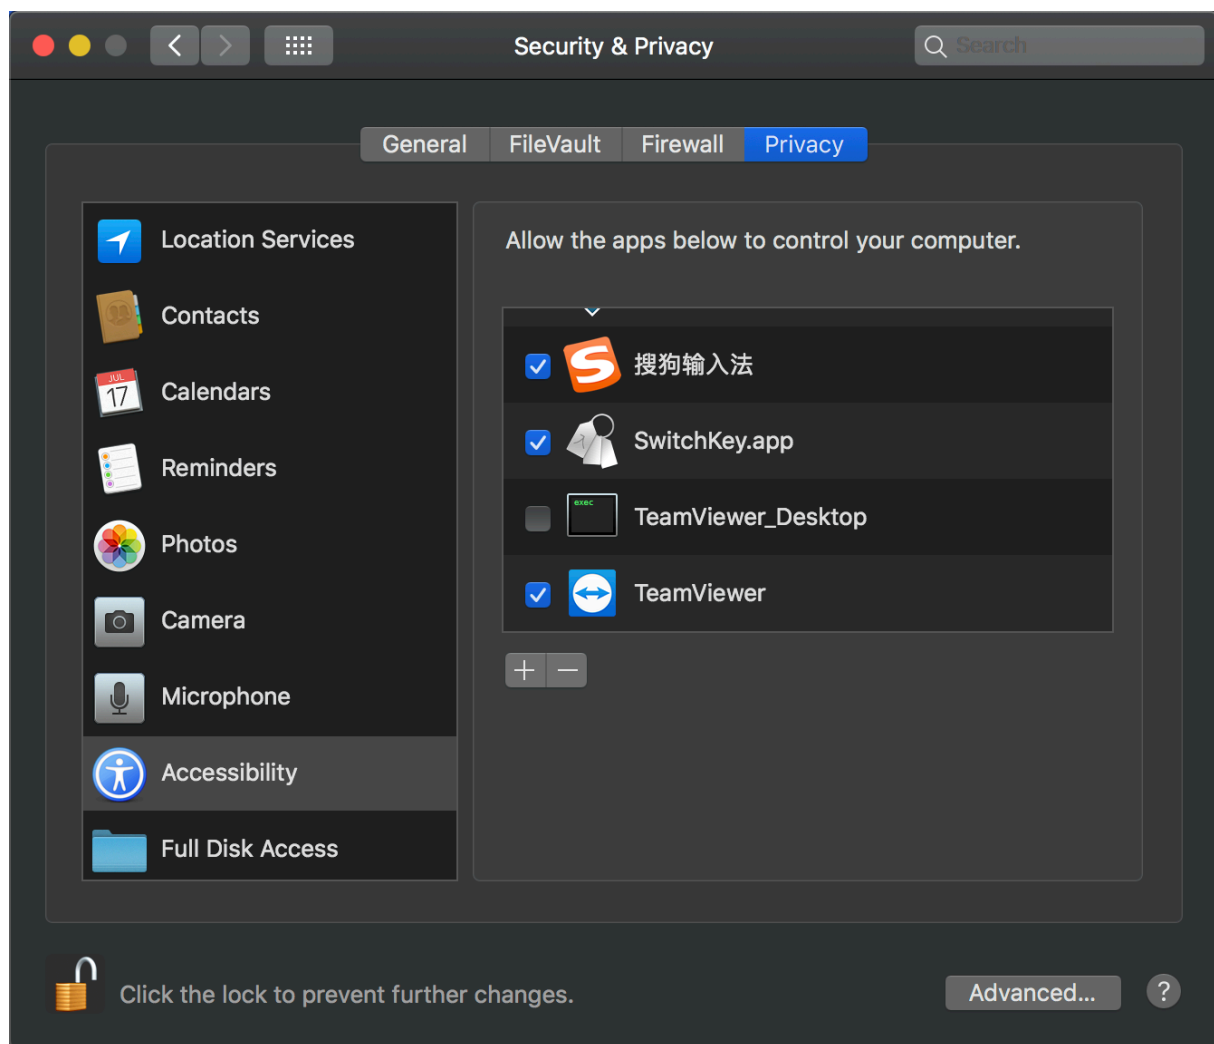 Security & Privacy
Search
General FileVault Firewall Privacy
Location Services
Contacts
JUL
17
Calendars
Reminders
Photos
Camera
Microphone
Accessibility
Full Disk Access
Allow the apps below to control your computer.
搜狗输入法
SwitchKey.app
exec
TeamViewer_Desktop
TeamViewer
Click the lock to prevent further changes.
Advanced...
?